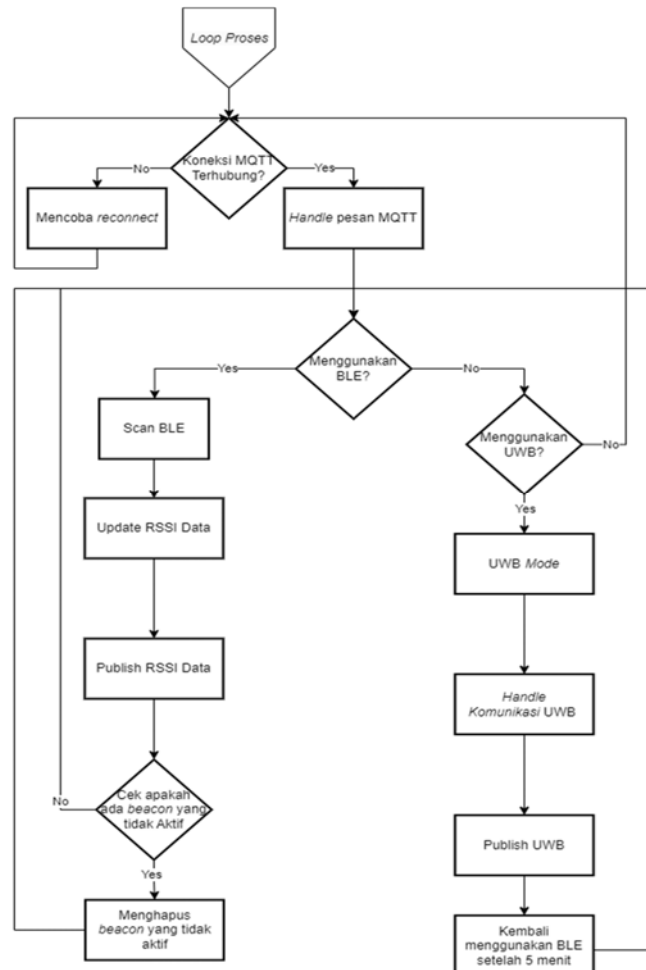 Loop Proses
Koneksi MQTT
Terhubung?
No
Yes
Mencoba reconnect
Handle pesan MQTT
Menggunakan
BLE?
Yes
No
Scan BLE
Menggunakan
UWB?
No
Yes
Update RSSI Data
UWB Mode
Publish RSSI Data
Handle
Komunikasi UWB
Cek apakah
ada beacon yang
tidak Aktif
No
Yes
Publish UWB
Menghapus
beacon yang tidak
aktif
Kembali
menggunakan BLE
setelah 5 menit